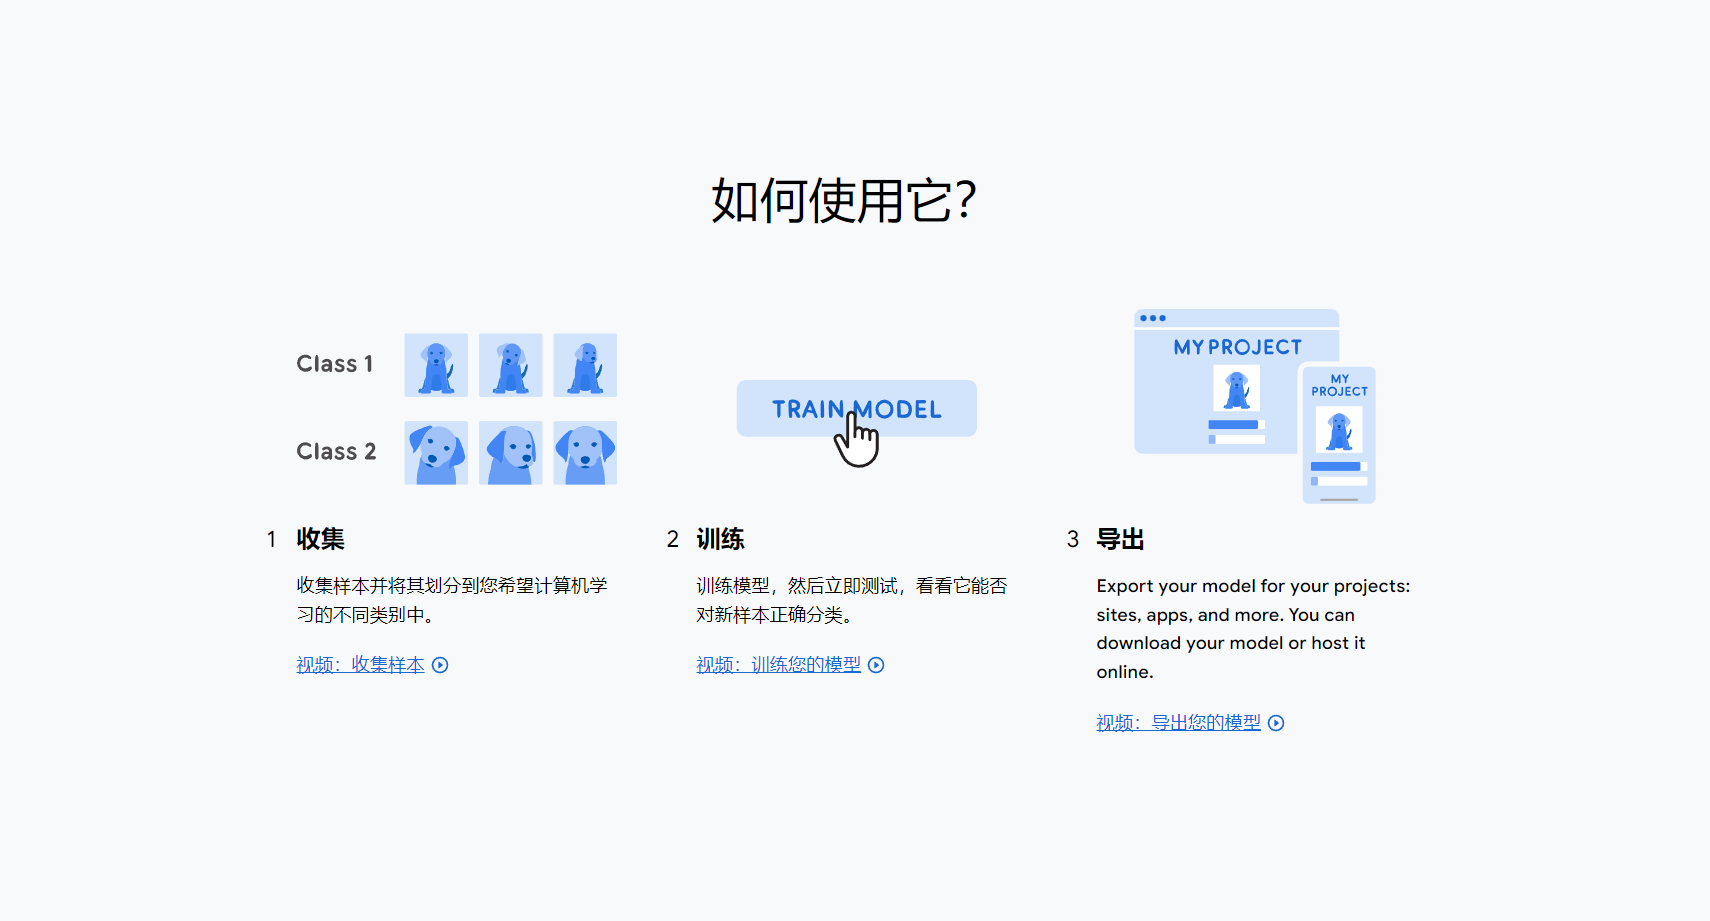 如何使用它？
Class 1
Class 2
TRAIN MODEL
MY PROJECT
MY
PROJECT
1 收集
收集样本并将其划分到您希望计算机学
习的不同类别中。
视频：收集样本
2 训练
训练模型，然后立即测试，看看它能否
对新样本正确分类。
视频：训练您的模型
3 导出
Export your model for your projects:
sites, apps, and more. You can
download your model or host it
online.
视频：导出您的模型